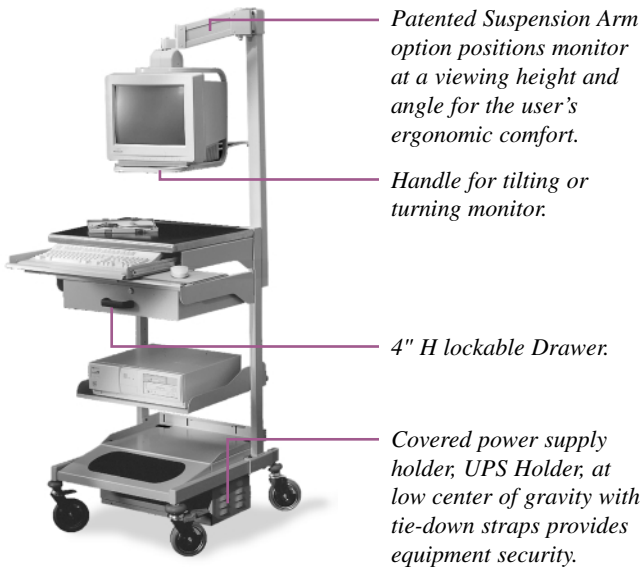 Patented Suspension Arm
option positions monitor
at a viewing height and
angle for the user's
ergonomic comfort.
Handle for tilting or
turning monitor.
4" H lockable Drawer.
Covered power supply
holder, UPS Holder, at
low center of gravity with
tie-down straps provides
equipment security.